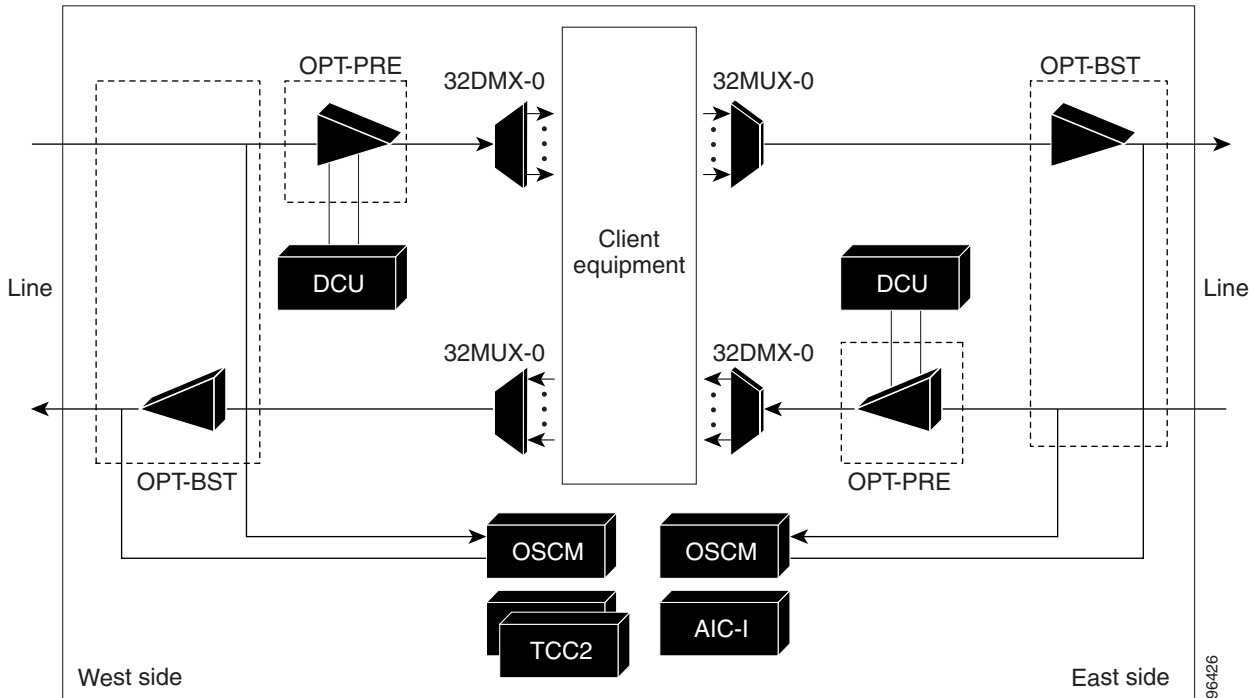 OPT-PRE
32DMX-0
32MUX-0
OPT-BST
Client
equipment
DCU
DCU
Line
Line
32MUX-0
32DMX-0
OPT-BST
OPT-PRE
OSCM
OSCM
TCC2
AIC-I
West side
East side
96426